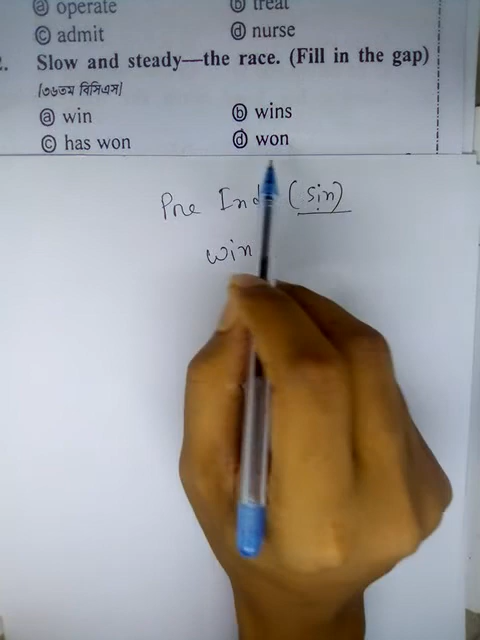 ⓐ operate ⓑ treat
ⓒ admit ⓓ nurse
2. Slow and steady—the race. (Fill in the gap)
[৩৬তম বিসিএস]
ⓐ win ⓑ wins
ⓒ has won ⓓ won
Pre Ind (sin)
win